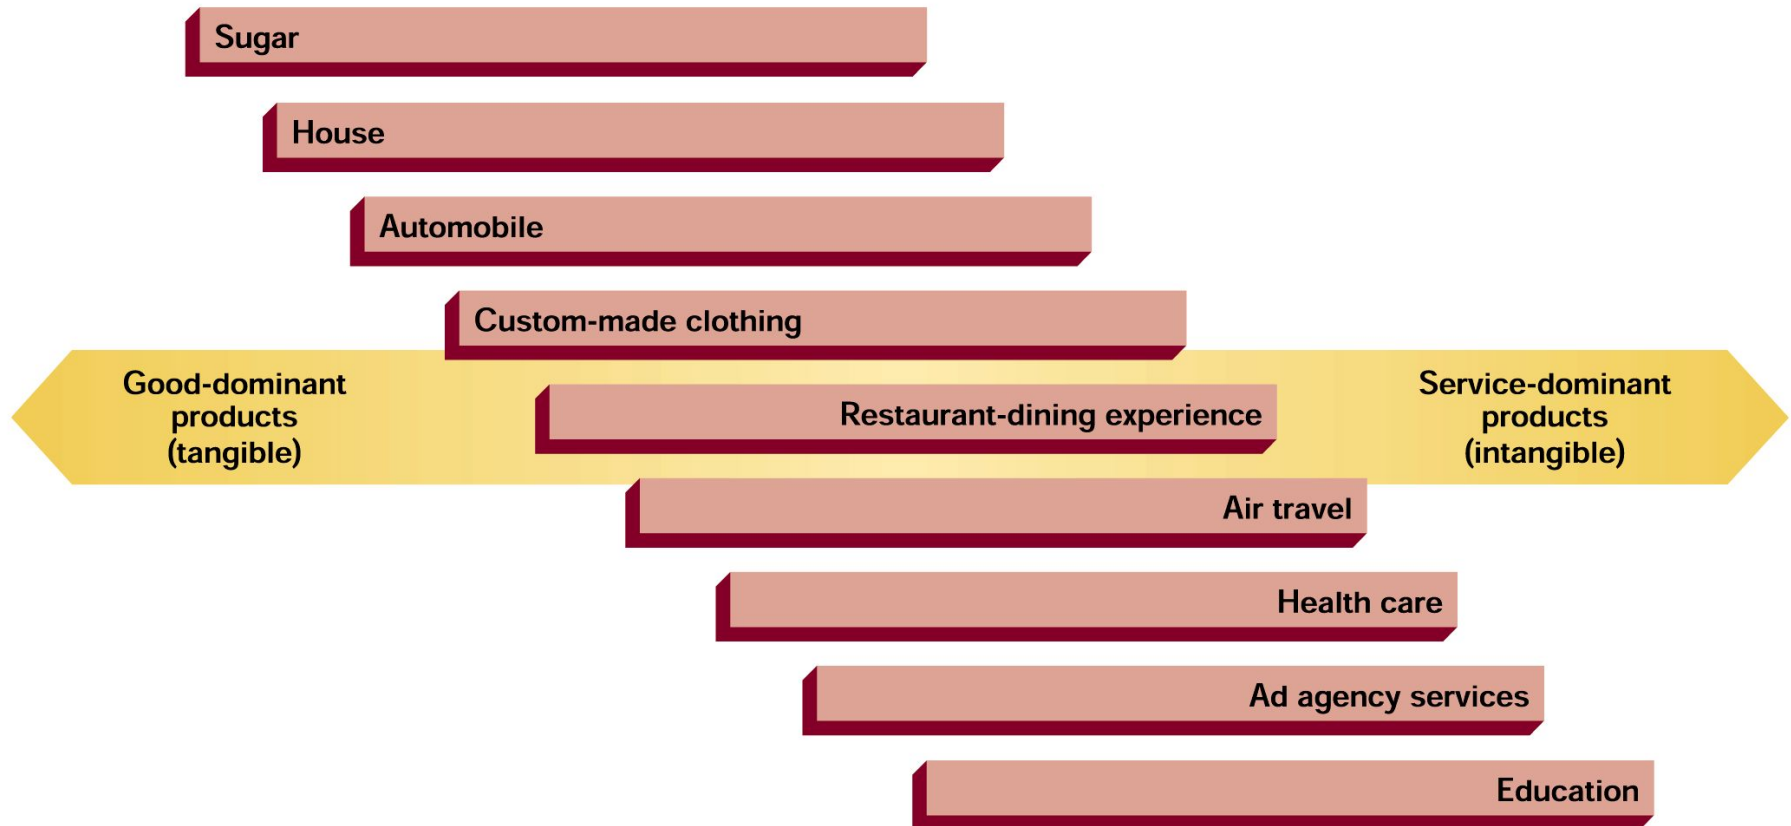 Sugar
House
Automobile
Custom-made clothing
Good-dominant
products
(tangible)
Restaurant-dining experience
Service-dominant
products
(intangible)
Air travel
Health care
Ad agency services
Education